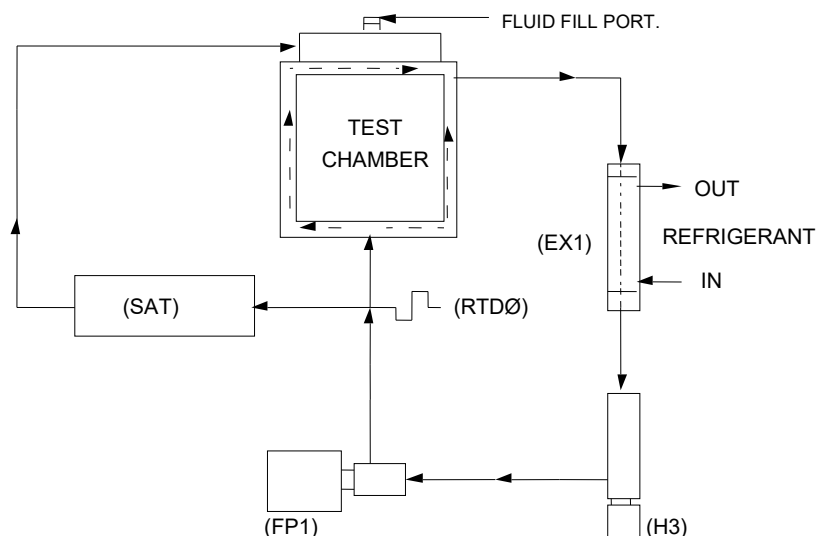 FLUID FILL PORT.
TEST
CHAMBER
OUT
(EX1)
REFRIGERANT
IN
(SAT)
(RTDØ)
(FP1)
(H3)